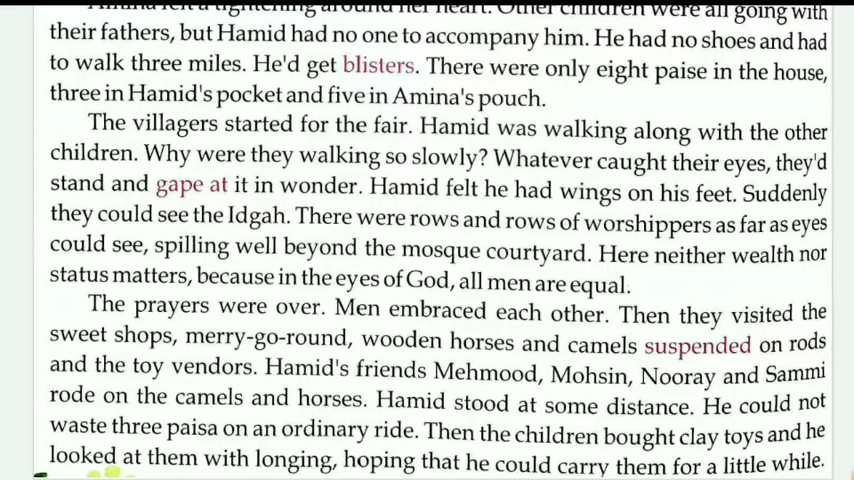 Amina felt a tightening around her heart. Other children were all going with
their fathers, but Hamid had no one to accompany him. He had no shoes and had
to walk three miles. He'd get blisters. There were only eight paise in the house,
three in Hamid's pocket and five in Amina's pouch.
The villagers started for the fair. Hamid was walking along with the other
children. Why were they walking so slowly? Whatever caught their eyes, they'd
stand and gape at it in wonder. Hamid felt he had wings on his feet. Suddenly
they could see the Idgah. There were rows and rows of worshippers as far as eyes
could see, spilling well beyond the mosque courtyard. Here neither wealth nor
status matters, because in the eyes of God, all men are equal.
The prayers were over. Men embraced each other. Then they visited the
sweet shops, merry-go-round, wooden horses and camels suspended on rods
and the toy vendors. Hamid's friends Mehmood, Mohsin, Nooray and Sammi
rode on the camels and horses. Hamid stood at some distance. He could not
waste three paisa on an ordinary ride. Then the children bought clay toys and he
looked at them with longing, hoping that he could carry them for a little while.